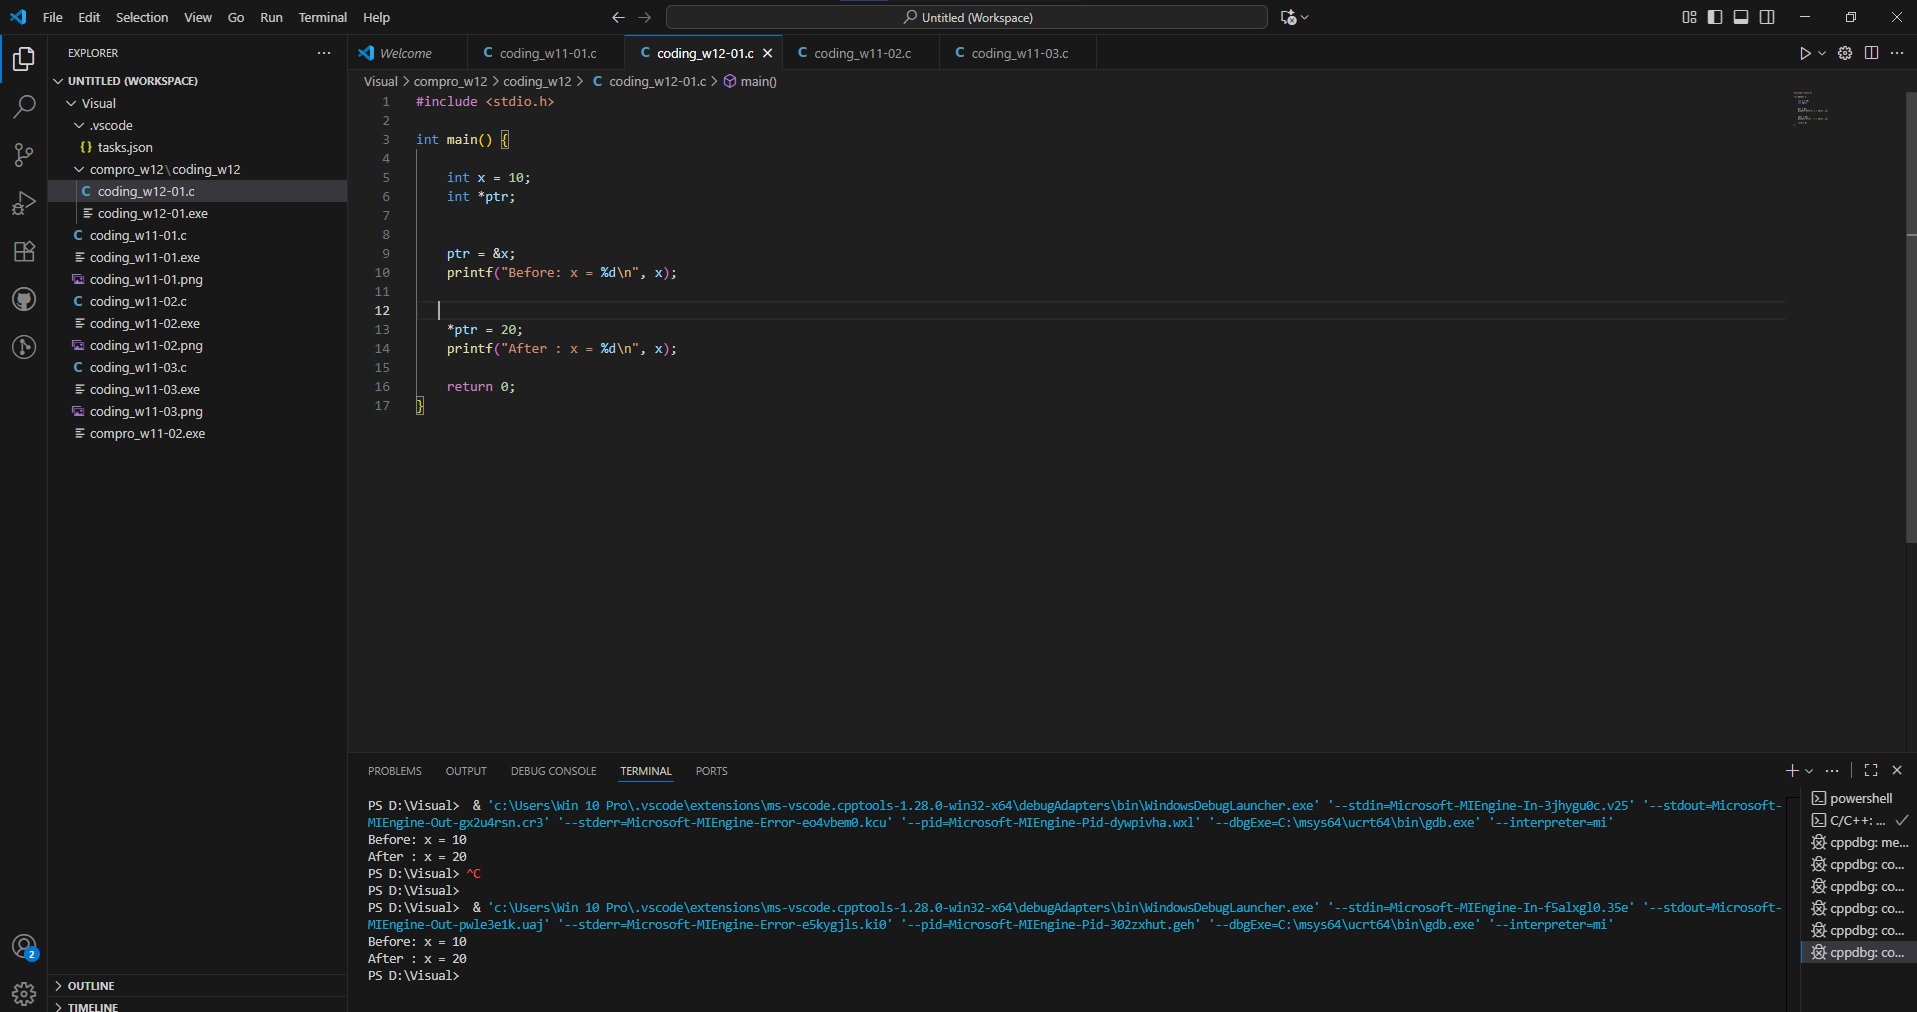 File Edit Selection View Go Run Terminal Help
Untitled (Workspace)
EXPLORER
UNTITLED (WORKSPACE)
Visual
.vscode
{} tasks.json
compro_w12\coding_w12
C coding_w12-01.c
coding_w12-01.exe
C coding_w11-01.c
coding_w11-01.exe
coding_w11-01.png
C coding_w11-02.c
coding_w11-02.exe
coding_w11-02.png
C coding_w11-03.c
coding_w11-03.exe
coding_w11-03.png
compro_w11-02.exe
OUTLINE
TIMELINE
2
Welcome C coding_w11-01.c C coding_w12-01.c C coding_w11-02.c C coding_w11-03.c
Visual > compro_w12 > coding_w12 > C coding_w12-01.c > main()
1 #include <stdio.h>
2
3 int main() {
4
5 int x = 10;
6 int *ptr;
7
8
9 ptr = &x;
10 printf("Before: x = %d\n", x);
11
12
13 *ptr = 20;
14 printf("After : x = %d\n", x);
15
16 return 0;
17 }
PROBLEMS OUTPUT DEBUG CONSOLE TERMINAL PORTS
PS D:\Visual> & 'c:\Users\Win 10 Pro\.vscode\extensions\ms-vscode.cpptools-1.28.0-win32-x64\debugAdapters\bin\WindowsDebugLauncher.exe' '--stdin=Microsoft-MIEngine-In-3jhygu0c.v25' '--stdout=Microsoft-
MIEngine-Out-gx2u4rsn.cr3' '--stderr=Microsoft-MIEngine-Error-eo4vbem0.kcu' '--pid=Microsoft-MIEngine-Pid-dywpivha.wxl' '--dbgExe=C:\msys64\ucrt64\bin\gdb.exe' '--interpreter=mi'
Before: x = 10
After : x = 20
PS D:\Visual> ^C
PS D:\Visual>
PS D:\Visual> & 'c:\Users\Win 10 Pro\.vscode\extensions\ms-vscode.cpptools-1.28.0-win32-x64\debugAdapters\bin\WindowsDebugLauncher.exe' '--stdin=Microsoft-MIEngine-In-f5alxgl0.35e' '--stdout=Microsoft-
MIEngine-Out-pwle3e1k.uaj' '--stderr=Microsoft-MIEngine-Error-e5kygjls.ki0' '--pid=Microsoft-MIEngine-Pid-302zxhut.geh' '--dbgExe=C:\msys64\ucrt64\bin\gdb.exe' '--interpreter=mi'
Before: x = 10
After : x = 20
PS D:\Visual>
powershell
C/C++: ...
cppdbg: me...
cppdbg: co...
cppdbg: co...
cppdbg: co...
cppdbg: co...
cppdbg: co...